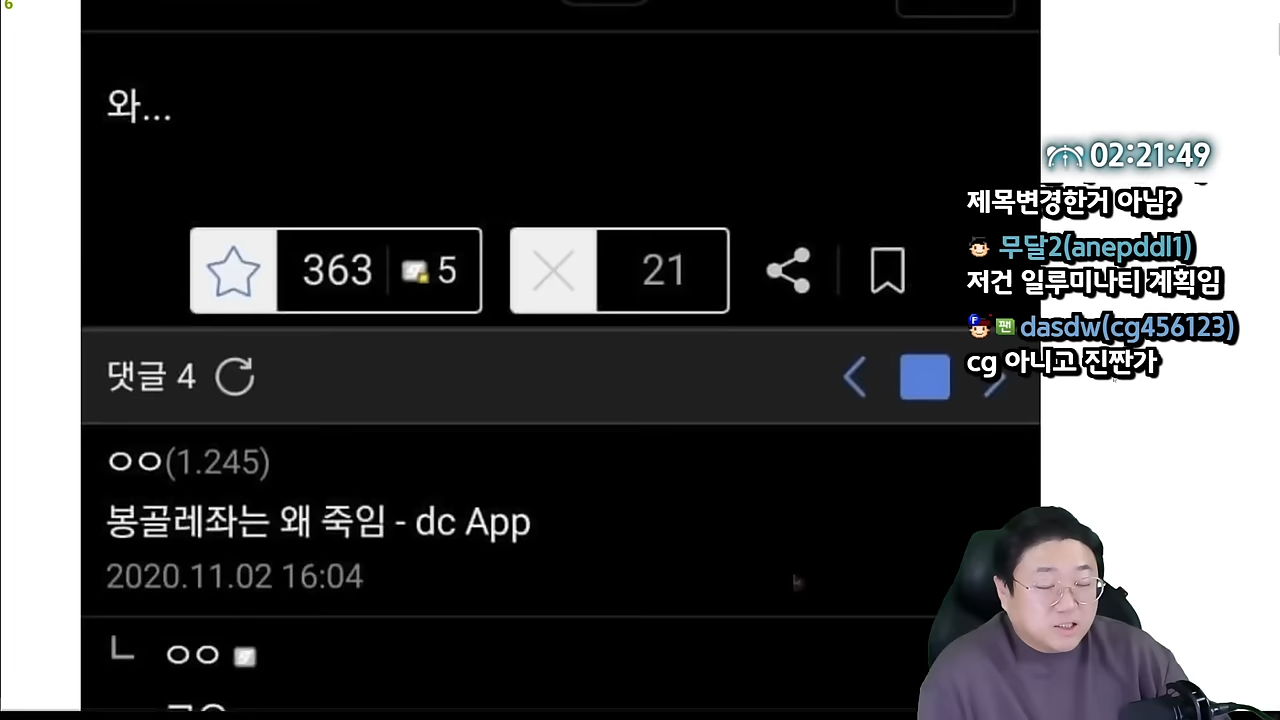 6
와...
363
5
21
댓글 4
ㅇㅇ(1.245)
봉골레좌는 왜 죽임 - dc App
2020.11.02 16:04
ㄴ ㅇㅇ
02:21:49
제목변경한거 아님?
무달2(anepddl1)
저건 일루미나티 계획임
F 팬 dasdw(cg456123)
cg 아니고 진짠가